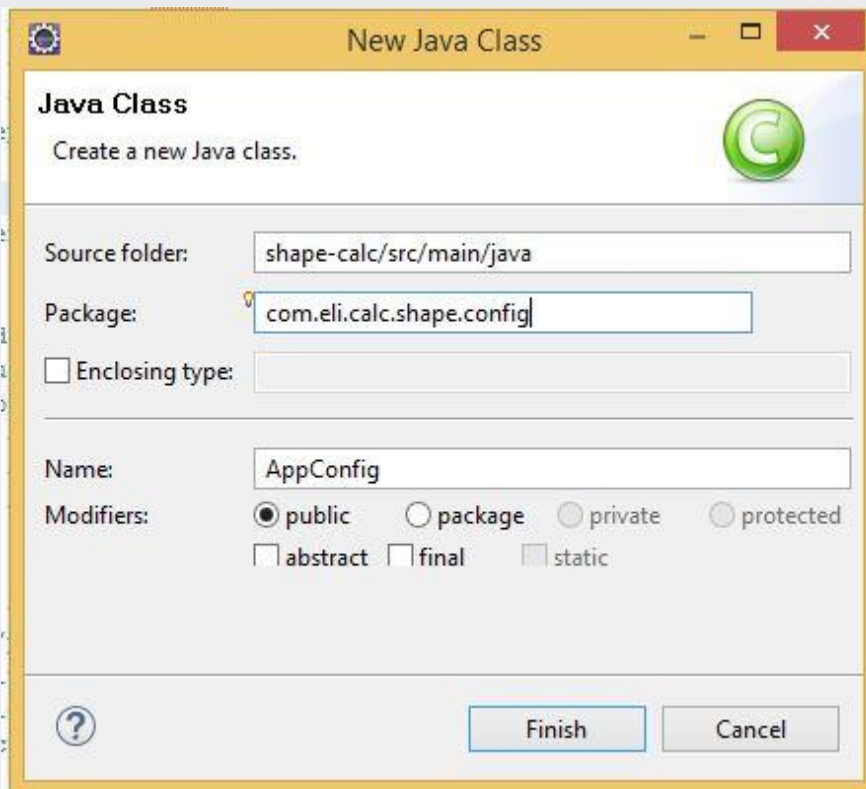 New Java Class
Java Class
Create a new Java class.
Source folder: shape-calc/src/main/java
Package: com.eli.calc.shape.config
Enclosing type:
Name: AppConfig
Modifiers: public package private protected
abstract final static
? Finish Cancel